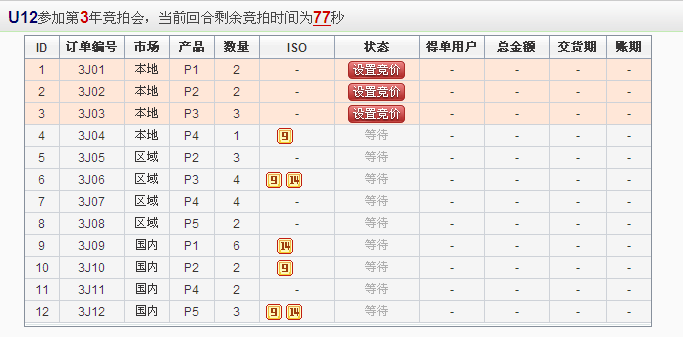 U12参加第3年竞拍会，当前回合剩余竞拍时间为77秒
ID 订单编号 市场 产品 数量 ISO 状态 得单用户 总金额 交货期 账期
1 3J01 本地 P1 2 - 设置竞价 - - - -
2 3J02 本地 P2 2 - 设置竞价 - - - -
3 3J03 本地 P3 3 - 设置竞价 - - - -
4 3J04 本地 P4 1 9 等待 - - - -
5 3J05 区域 P2 3 - 等待 - - - -
6 3J06 区域 P3 4 9 14 等待 - - - -
7 3J07 区域 P4 4 - 等待 - - - -
8 3J08 区域 P5 2 - 等待 - - - -
9 3J09 国内 P1 6 14 等待 - - - -
10 3J10 国内 P2 2 9 等待 - - - -
11 3J11 国内 P4 2 - 等待 - - - -
12 3J12 国内 P5 3 9 14 等待 - - - -